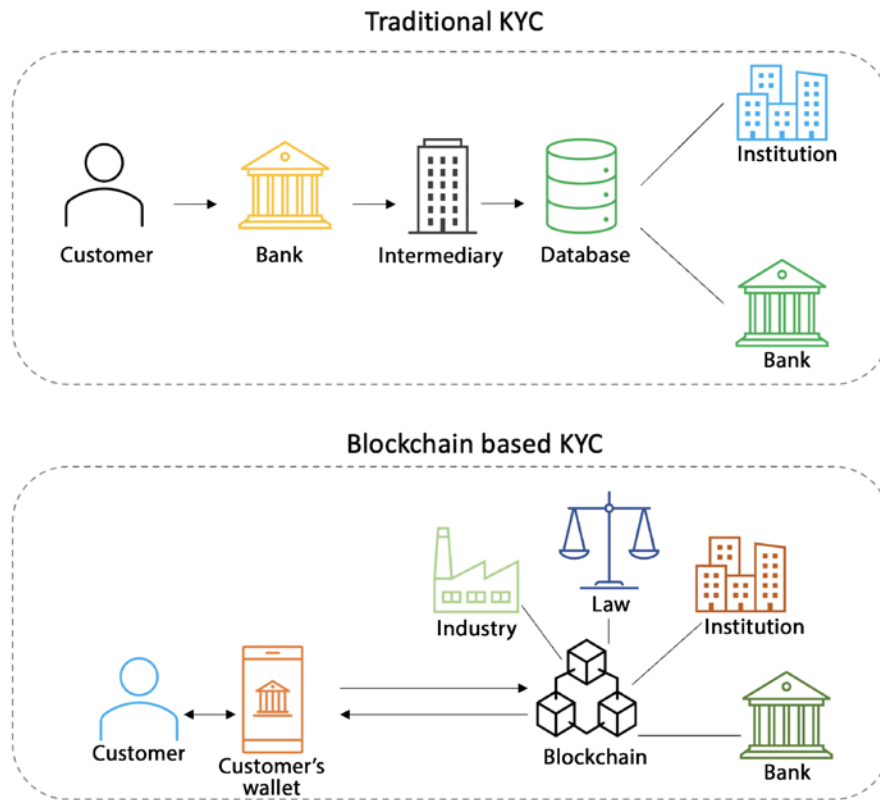 Traditional KYC
Institution
Customer
Bank
Intermediary
Database
Bank
Blockchain based KYC
Law
Industry
Institution
Customer
Customer's
wallet
Blockchain
Bank